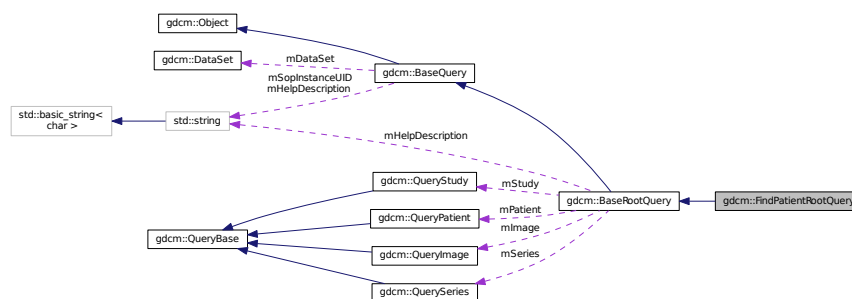 gdcm::Object
gdcm::DataSet
mDataSet
gdcm::BaseQuery
mSopInstanceUID
mHelpDescription
std::basic_string<
char >
std::string
mHelpDescription
gdcm::QueryStudy
mStudy
gdcm::BaseRootQuery
gdcm::FindPatientRootQuery
gdcm::QueryPatient
mPatient
mImage
gdcm::QueryBase
gdcm::QueryImage
mSeries
gdcm::QuerySeries